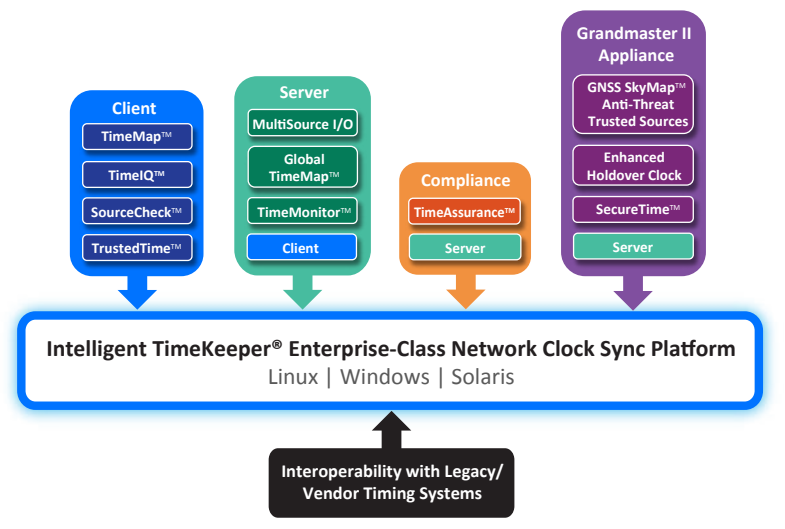 Client
TimeMap™
TimeIQ™
SourceCheck™
TrustedTime™
Server
MultiSource I/O
Global
TimeMap™
TimeMonitor™
Client
Compliance
TimeAssurance™
Server
Grandmaster II
Appliance
GNSS SkyMap™
Anti-Threat
Trusted Sources
Enhanced
Holdover Clock
SecureTime™
Server
Intelligent TimeKeeper® Enterprise-Class Network Clock Sync Platform
Linux | Windows | Solaris
Interoperability with Legacy/
Vendor Timing Systems